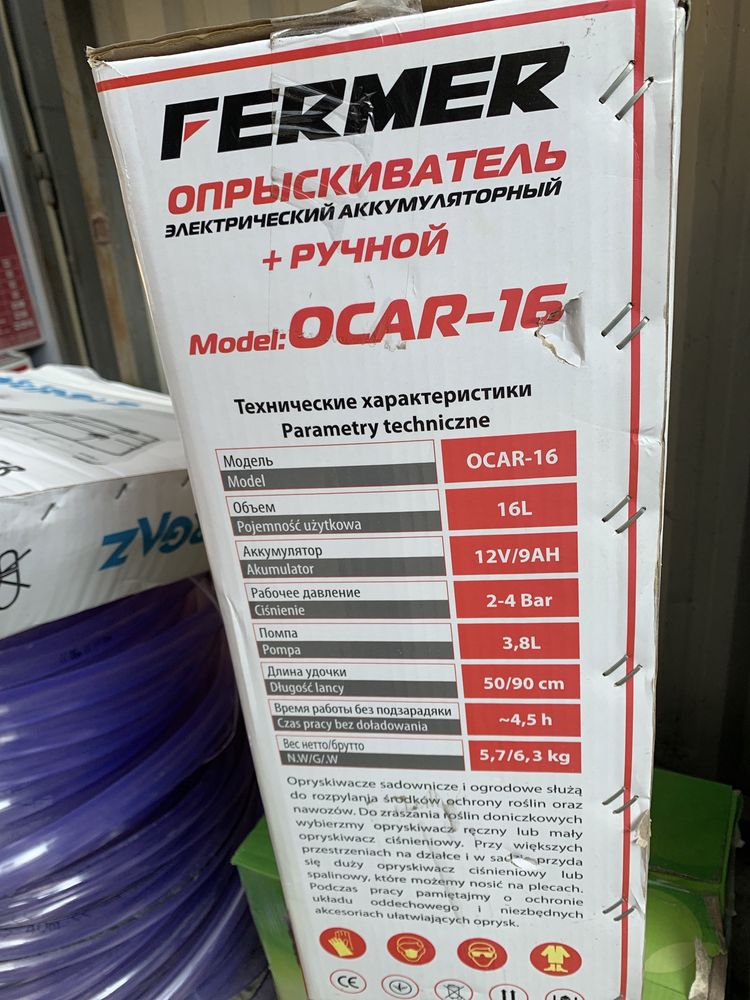 FERMER
ОПРЫСКИВАТЕЛЬ
ЭЛЕКТРИЧЕСКИЙ АККУМУЛЯТОРНЫЙ
+ РУЧНОЙ
Model: OCAR-16
Технические характеристики
Parametry techniczne
Модель
Model
OCAR-16
Объем
Pojemność użytkowa
16L
Аккумулятор
Akumulator
12V/9AH
Рабочее давление
Ciśnienie
2-4 Bar
Помпа
Pompa
3,8L
Длина удочки
Długość lancy
50/90 cm
Время работы без подзарадяки
Czas pracy bez doładowania
~4,5 h
Вес нетто/брутто
N.W/G/.W
5,7/6,3 kg
Opryskiwacze sadownicze i ogrodowe służą
do rozpylania środków ochrony roślin oraz
nawozów. Do zraszania roślin doniczkowych
wybierzmy opryskiwacz ręczny lub mały
opryskiwacz ciśnieniowy. Przy większych
przestrzeniach na działce i w sadzie przyda
się duży opryskiwacz ciśnieniowy lub
spalinowy, które możemy nosić na plecach.
Podczas pracy pamiętajmy o ochronie
układu oddechowego i niezbędnych
akcesoriach ułatwiających oprysk.
CE